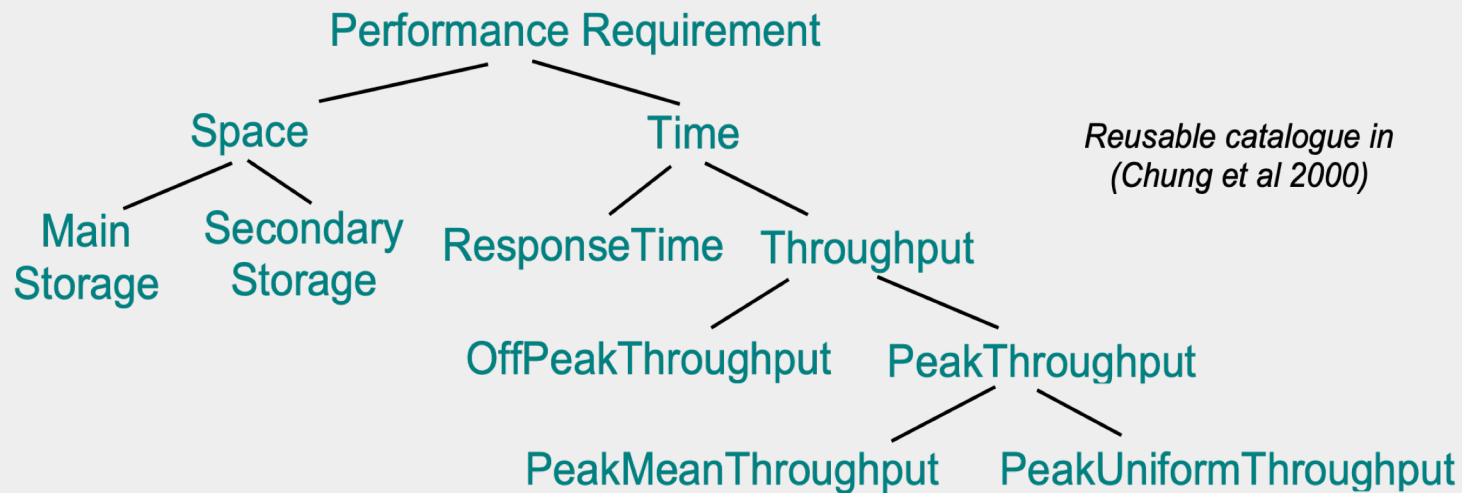 Performance Requirement
Space
Time
Reusable catalogue in
(Chung et al 2000)
Main
Storage
Secondary
Storage
ResponseTime
Throughput
OffPeakThroughput
PeakThroughput
PeakMeanThroughput
PeakUniformThroughput